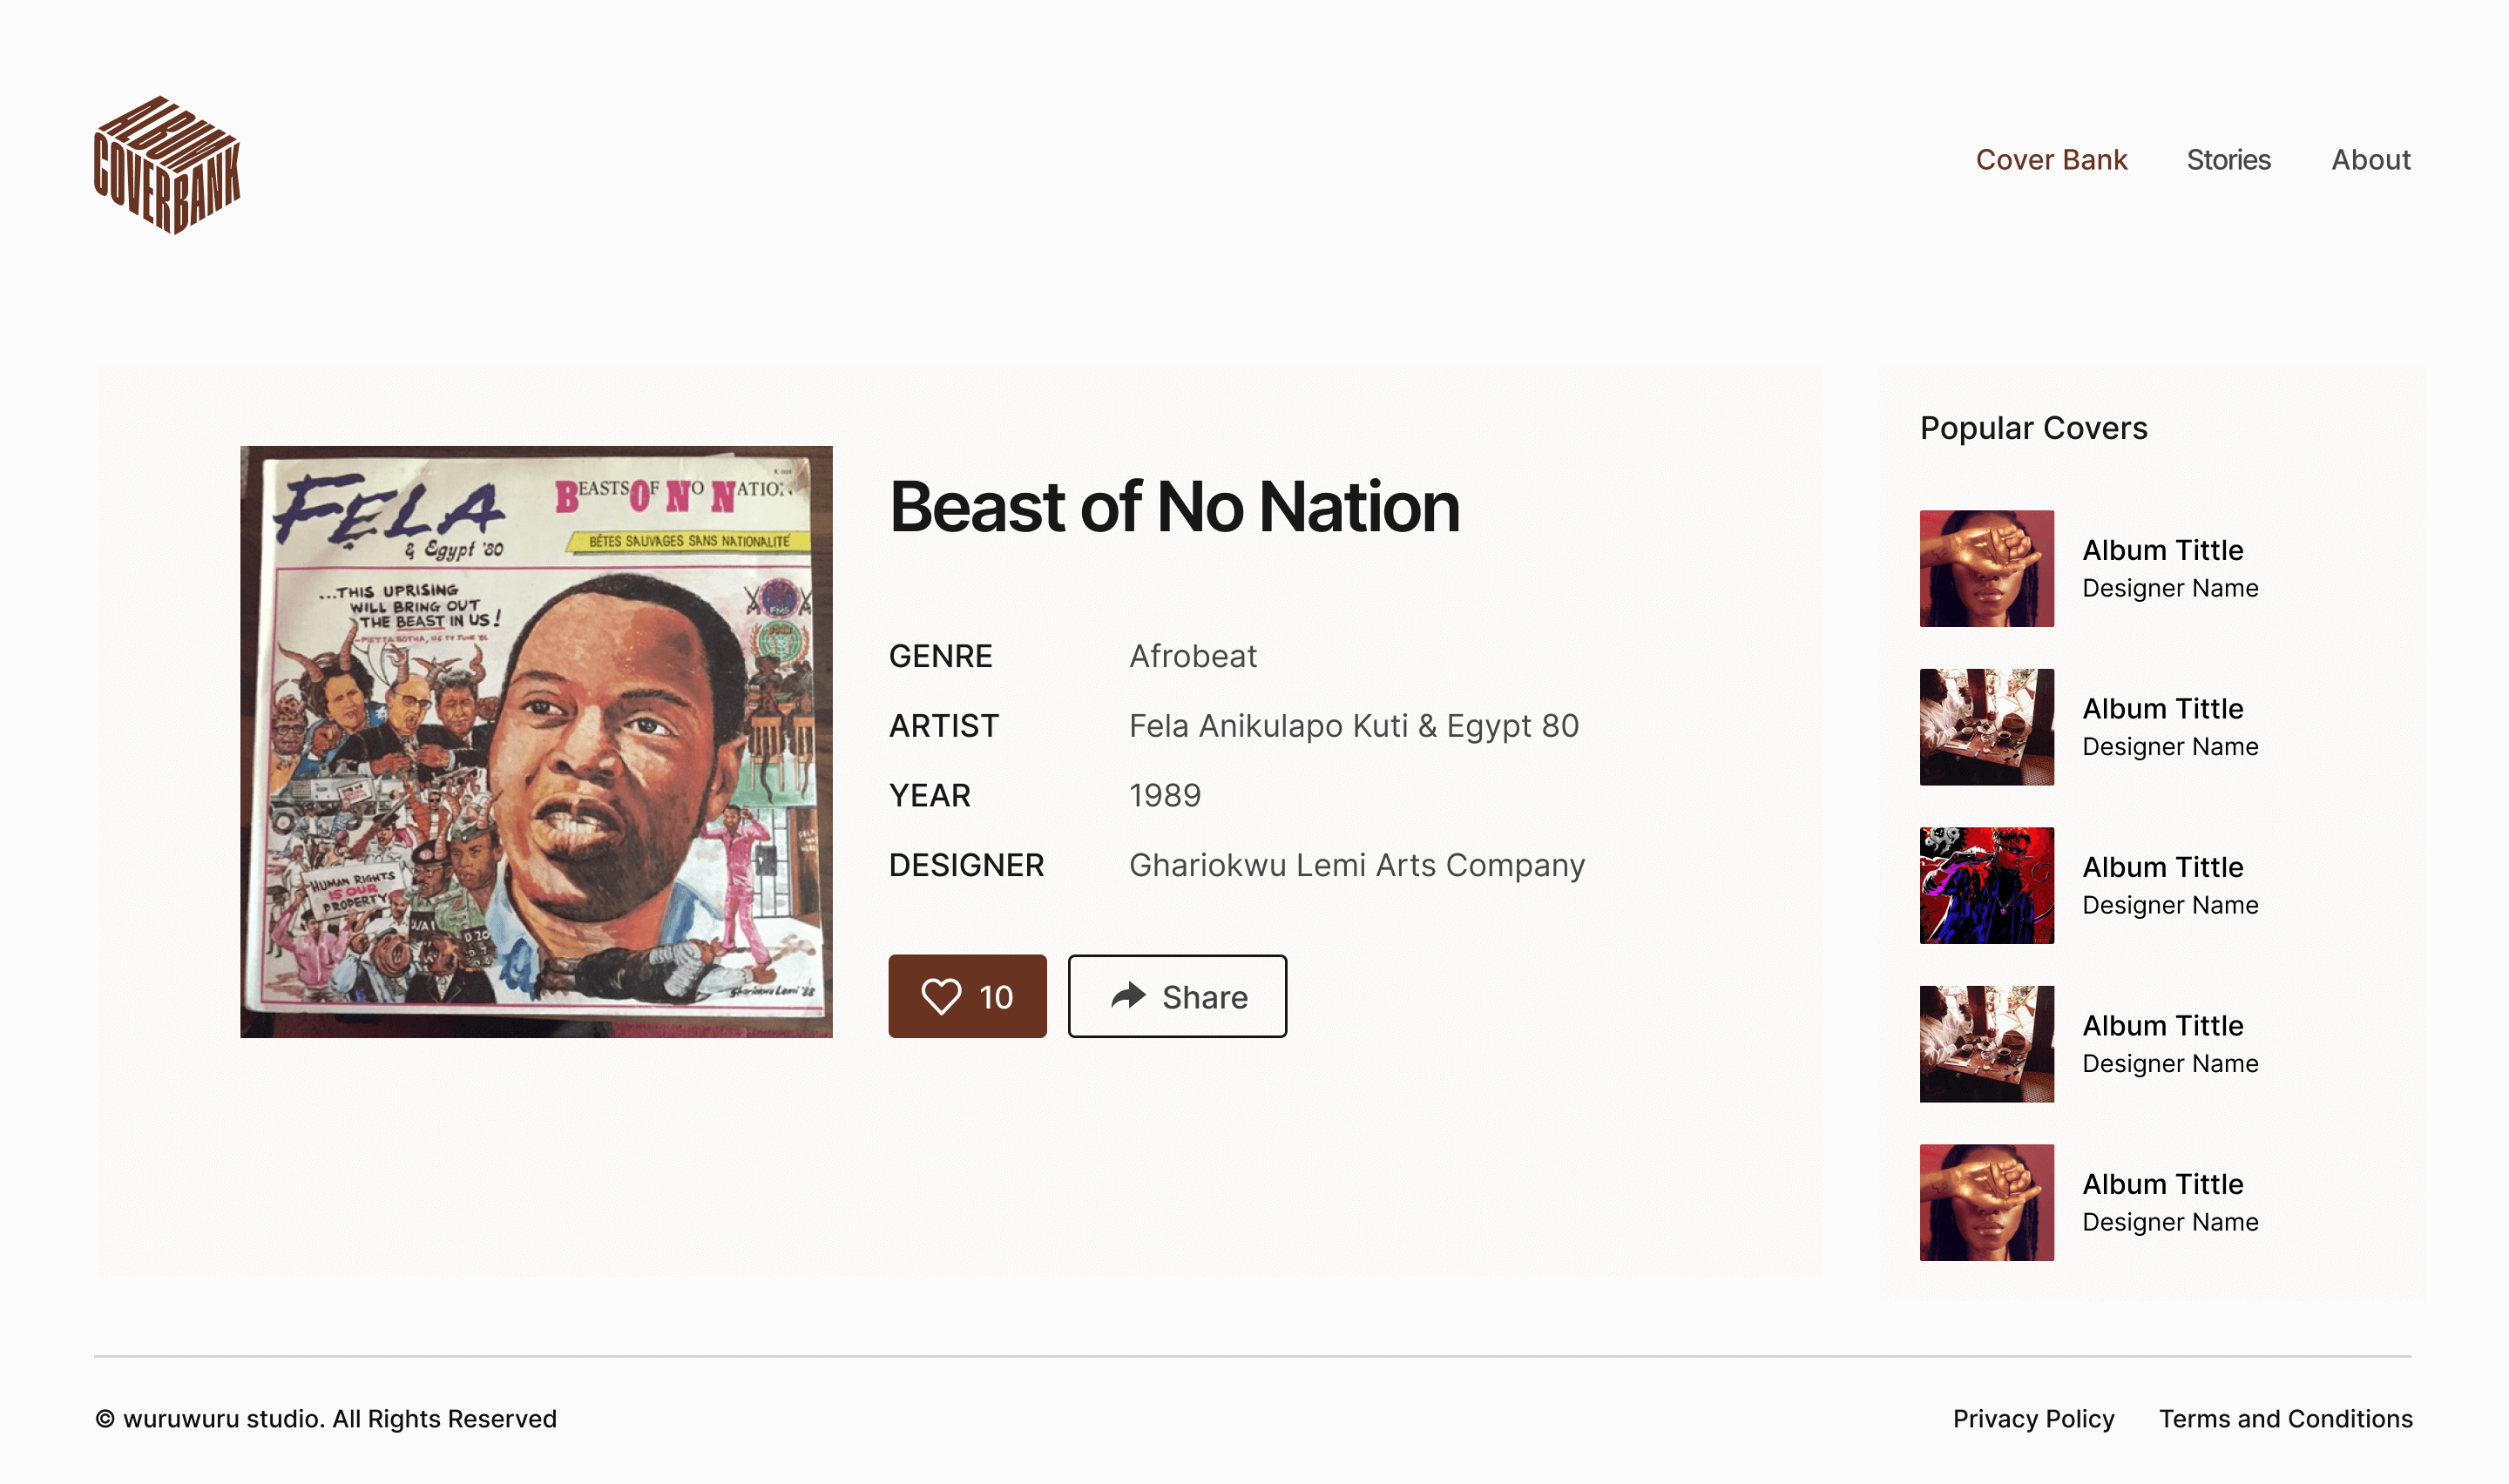 ALBUM
COVERBANK
Cover Bank
Stories
About
FELA
& Egypt '80
BEASTS OF NO NATION
BÊTES SAUVAGES SANS NATIONALITÉ
...THIS UPRISING
WILL BRING OUT
THE BEAST IN US!
HUMAN RIGHTS
IS OUR
PROPERTY
Ghariokwu Lemi '88
Beast of No Nation
GENRE Afrobeat
ARTIST Fela Anikulapo Kuti & Egypt 80
YEAR 1989
DESIGNER Ghariokwu Lemi Arts Company
10
Share
Popular Covers
Album Tittle
Designer Name
Album Tittle
Designer Name
Album Tittle
Designer Name
Album Tittle
Designer Name
Album Tittle
Designer Name
© wuruwuru studio. All Rights Reserved
Privacy Policy
Terms and Conditions